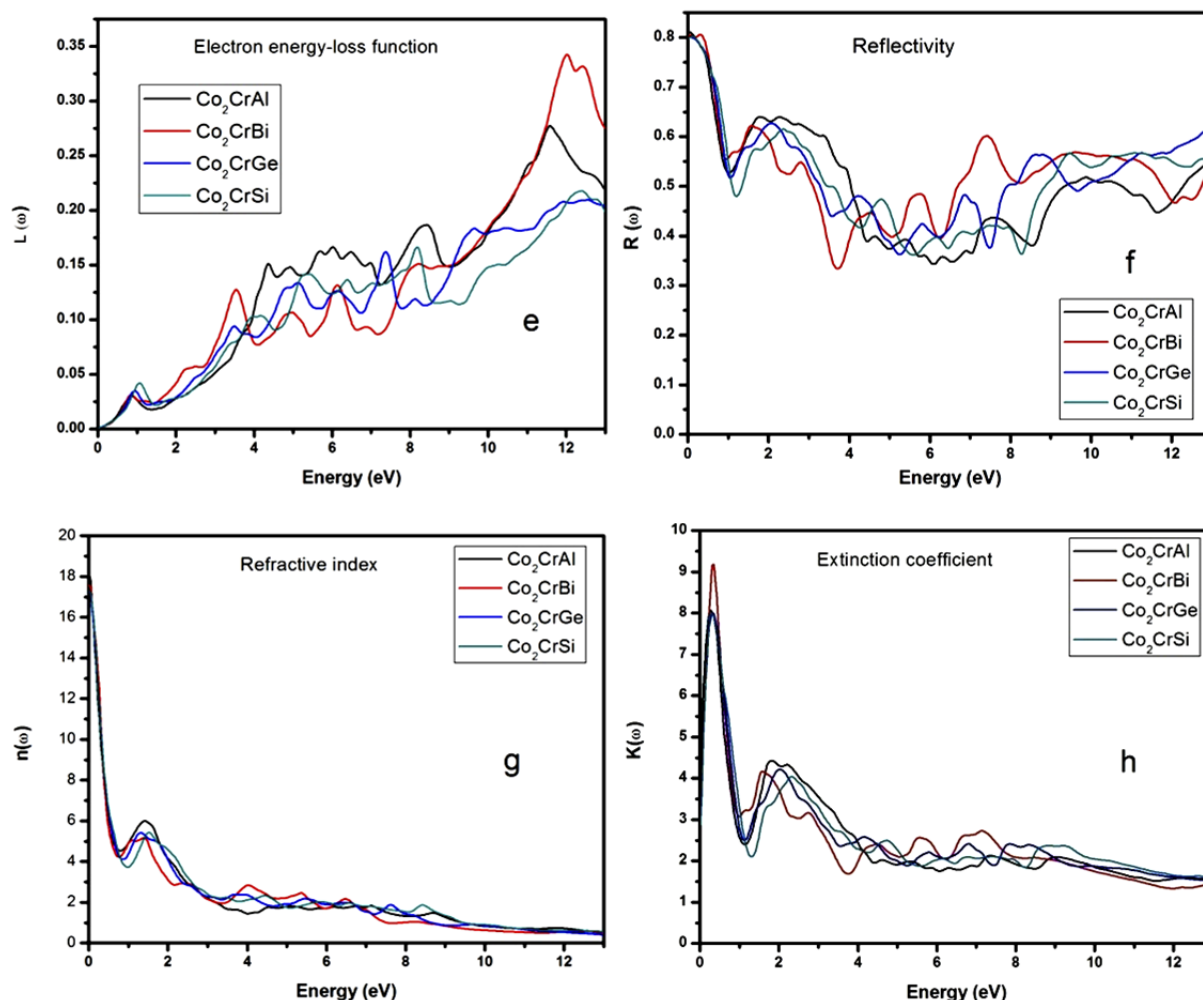 Electron energy-loss function
Co₂CrAl
Co₂CrBi
Co₂CrGe
Co₂CrSi
0.35
0.30
0.25
0.20
0.15
0.10
0.05
0.00
L (ω)
e
0 2 4 6 8 10 12
Energy (eV)
Reflectivity
0.8
0.7
0.6
0.5
0.4
0.3
0.2
0.1
0.0
R (ω)
f
Co₂CrAl
Co₂CrBi
Co₂CrGe
Co₂CrSi
0 2 4 6 8 10 12
Energy (eV)
Refractive index
Co₂CrAl
Co₂CrBi
Co₂CrGe
Co₂CrSi
20
18
16
14
12
10
8
6
4
2
0
n(ω)
g
0 2 4 6 8 10 12
Energy (eV)
Extinction coefficient
Co₂CrAl
Co₂CrBi
Co₂CrGe
Co₂CrSi
10
9
8
7
6
5
4
3
2
1
0
K(ω)
h
0 2 4 6 8 10 12
Energy (eV)